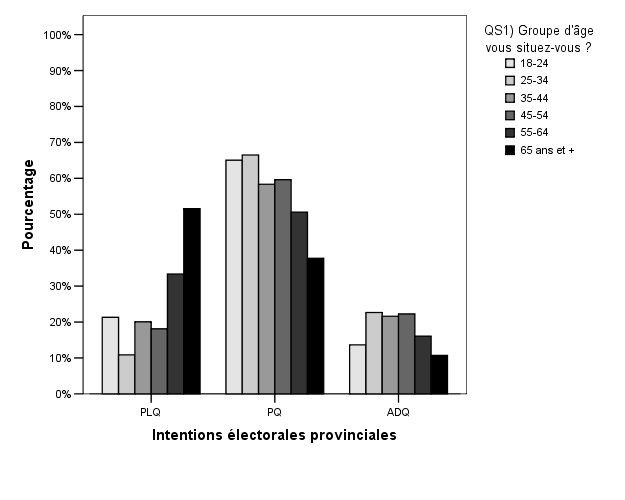 100%
90%
80%
70%
60%
50%
40%
30%
20%
10%
0%
Pourcentage
PLQ PQ ADQ
Intentions électorales provinciales
QS1) Groupe d'âge
vous situez-vous ?
18-24
25-34
35-44
45-54
55-64
65 ans et +